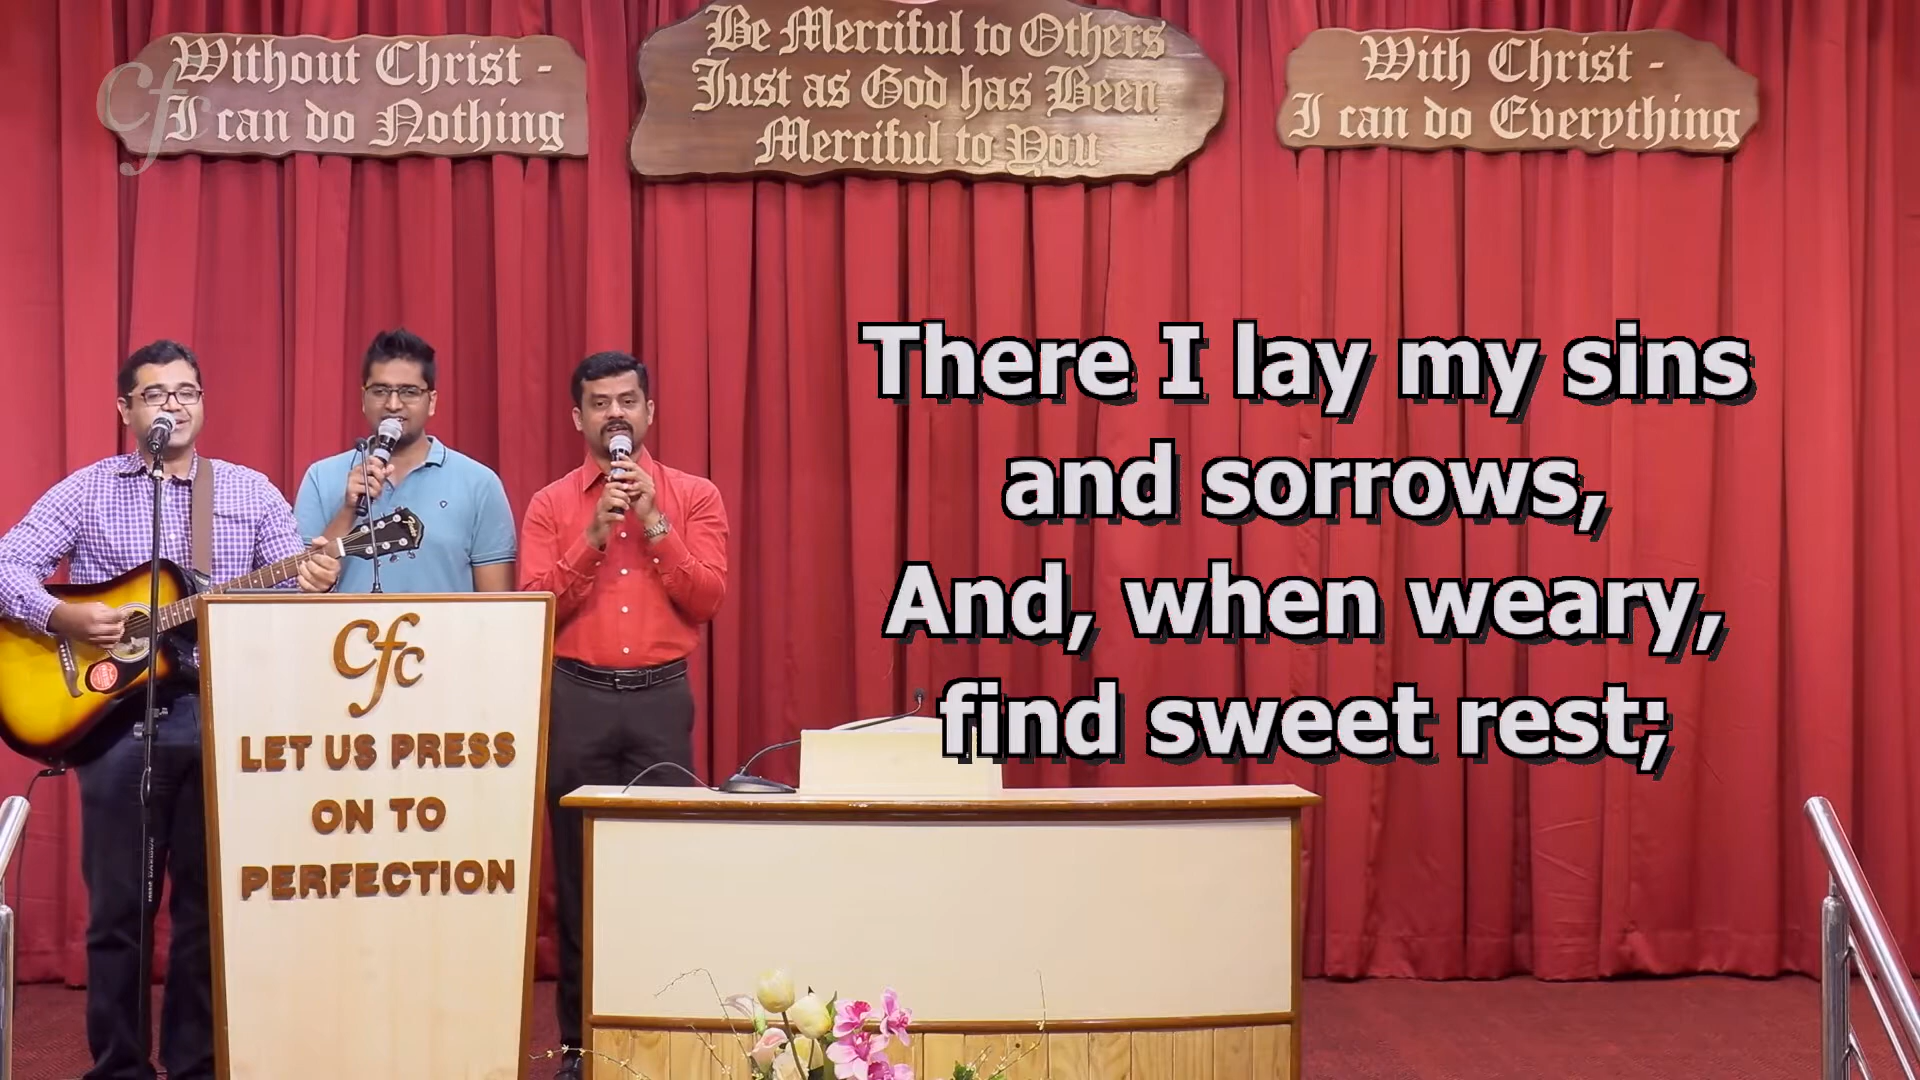 Without Christ -
I can do Nothing
Be Merciful to Others
Just as God has Been
Merciful to You
With Christ -
I can do Everything
cfc
There I lay my sins
and sorrows,
And, when weary,
find sweet rest;
cfc
LET US PRESS
ON TO
PERFECTION